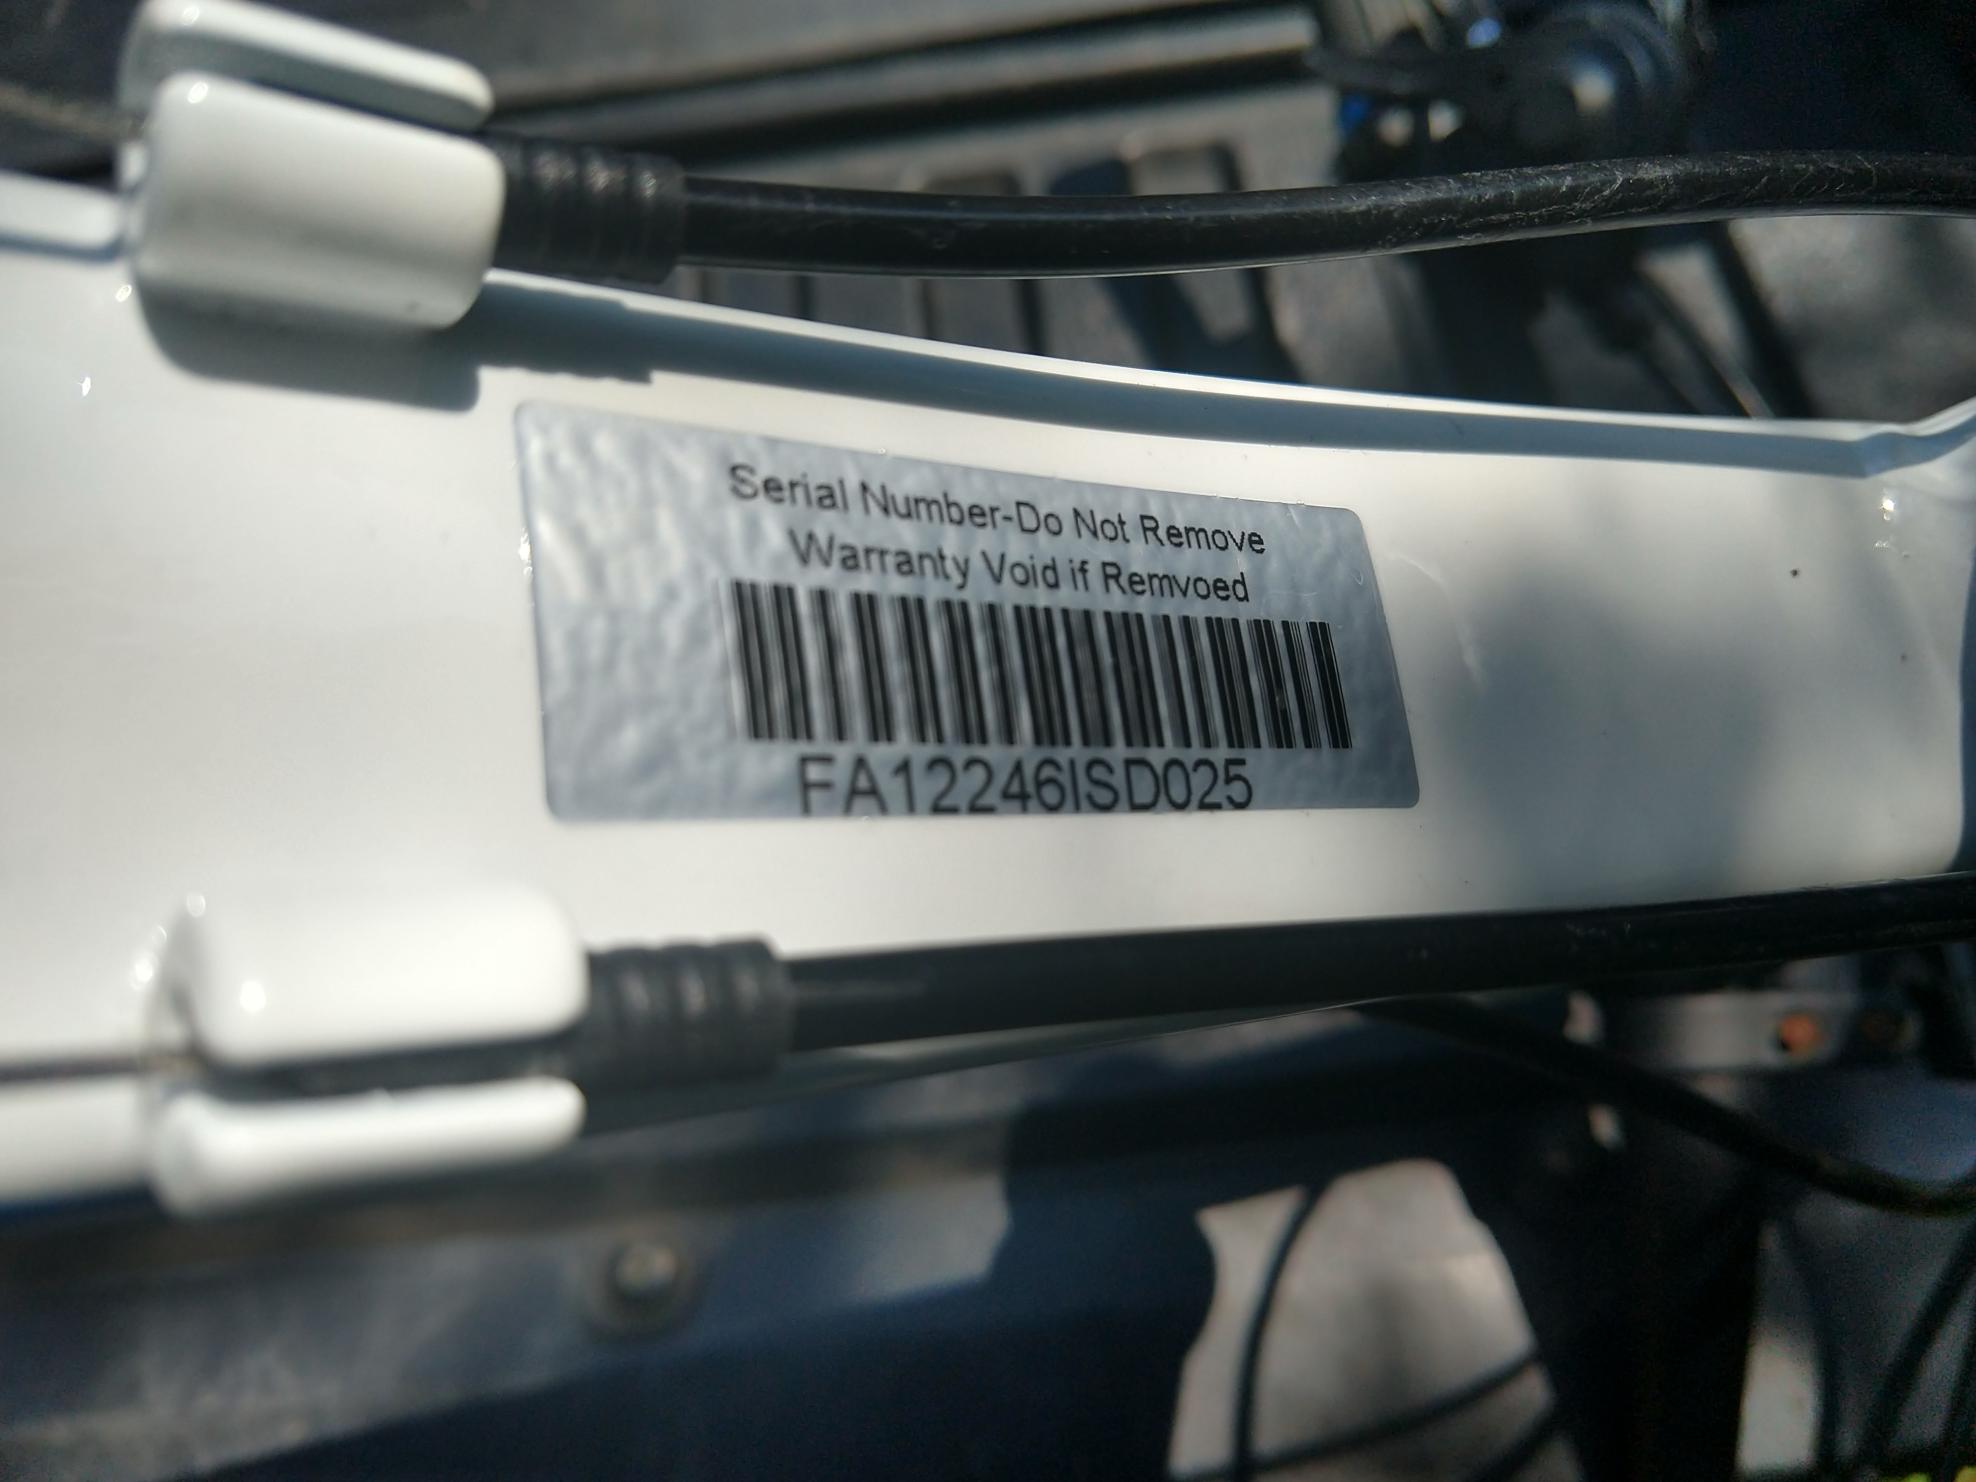 Serial Number-Do Not Remove
Warranty Void if Remvoed
FA12246ISD025